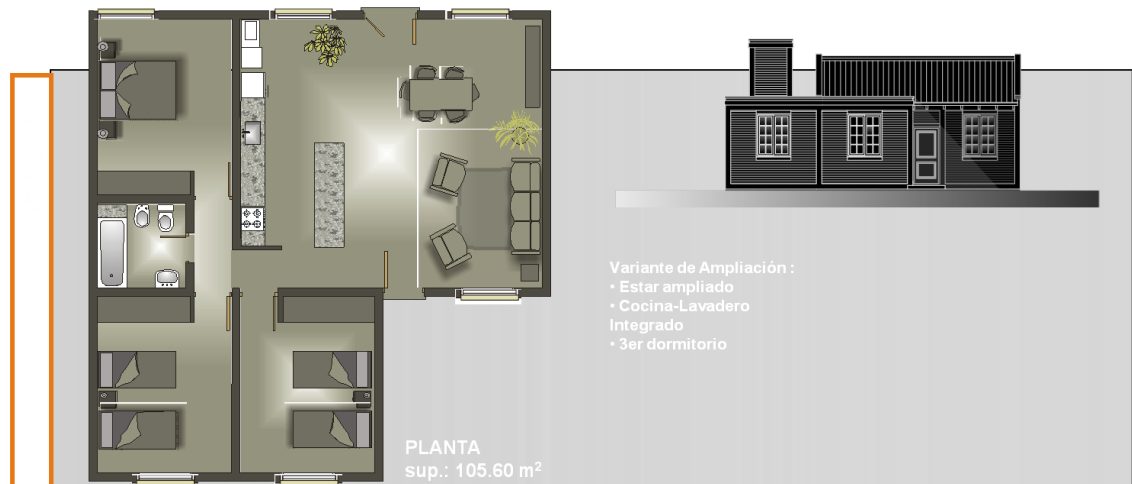 Variante de Ampliación :
• Estar ampliado
• Cocina-Lavadero
Integrado
• 3er dormitorio
PLANTA
sup.: 105.60 m²